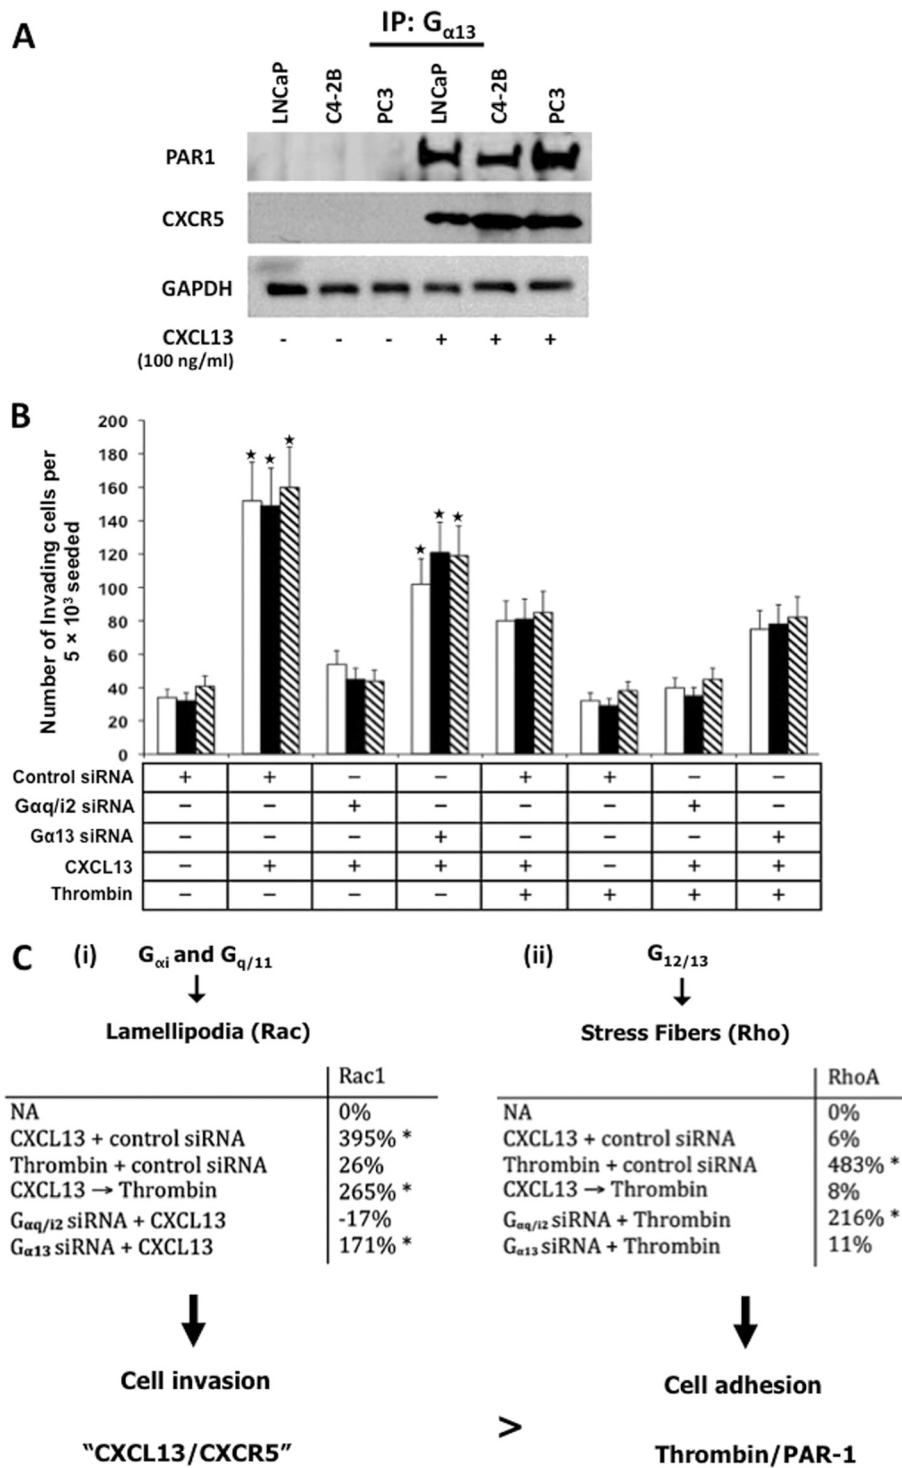 A
IP: Gα13
LNCaP C4-2B PC3 LNCaP C4-2B PC3
PAR1
CXCR5
GAPDH
CXCL13 - - - + + +
(100 ng/ml)
B
Number of Invading cells per
5 × 10³ seeded
200
180
160
140
120
100
80
60
40
20
0
★ ★ ★ ★ ★ ★
Control siRNA + + − − + + − −
Gαq/i2 siRNA − − + − − − + −
Gα13 siRNA − − − + − − − +
CXCL13 − + + + + − + +
Thrombin − − − − + + + +
C (i) Gαi and Gq/11
Lamellipodia (Rac)
Rac1
NA 0%
CXCL13 + control siRNA 395% *
Thrombin + control siRNA 26%
CXCL13 → Thrombin 265% *
Gαq/i2 siRNA + CXCL13 -17%
Gα13 siRNA + CXCL13 171% *
Cell invasion
"CXCL13/CXCR5"
>
(ii) G12/13
Stress Fibers (Rho)
RhoA
NA 0%
CXCL13 + control siRNA 6%
Thrombin + control siRNA 483% *
CXCL13 → Thrombin 8%
Gαq/i2 siRNA + Thrombin 216% *
Gα13 siRNA + Thrombin 11%
Cell adhesion
Thrombin/PAR-1